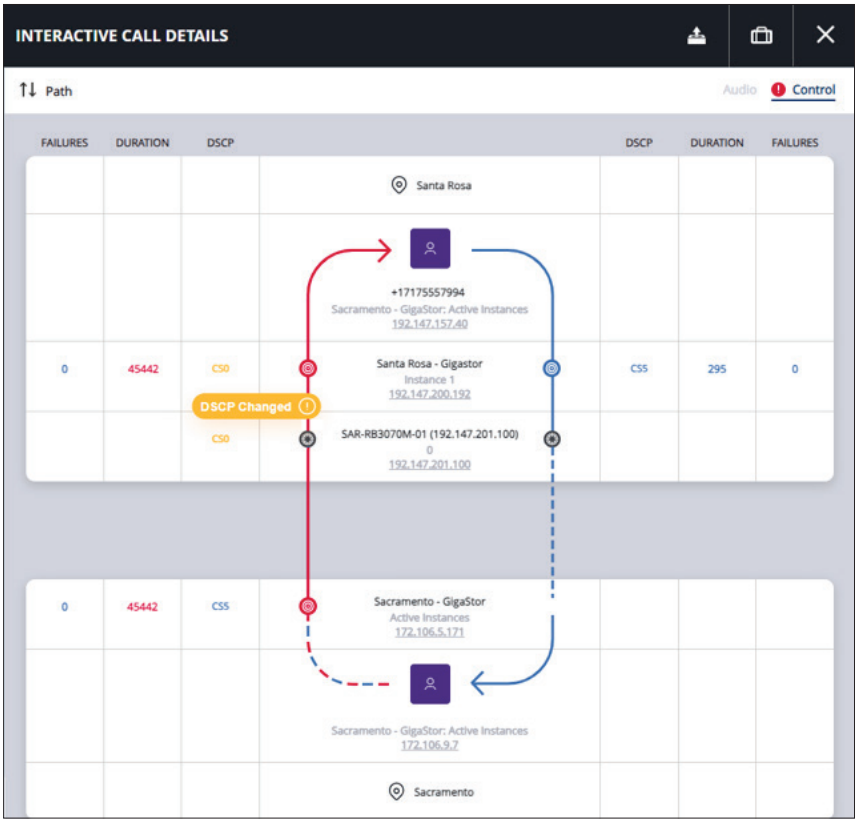 INTERACTIVE CALL DETAILS
Path
Audio
Control
FAILURES DURATION DSCP DSCP DURATION FAILURES
Santa Rosa
+17175557994
Sacramento - GigaStor: Active Instances
192.147.157.40
0 45442 CS0 Santa Rosa - Gigastor CS5 295 0
Instance 1
192.147.200.192
DSCP Changed
CS0 SAR-RB3070M-01 (192.147.201.100)
0
192.147.201.100
0 45442 CS5 Sacramento - GigaStor
Active Instances
172.106.5.171
Sacramento - GigaStor: Active Instances
172.106.9.7
Sacramento